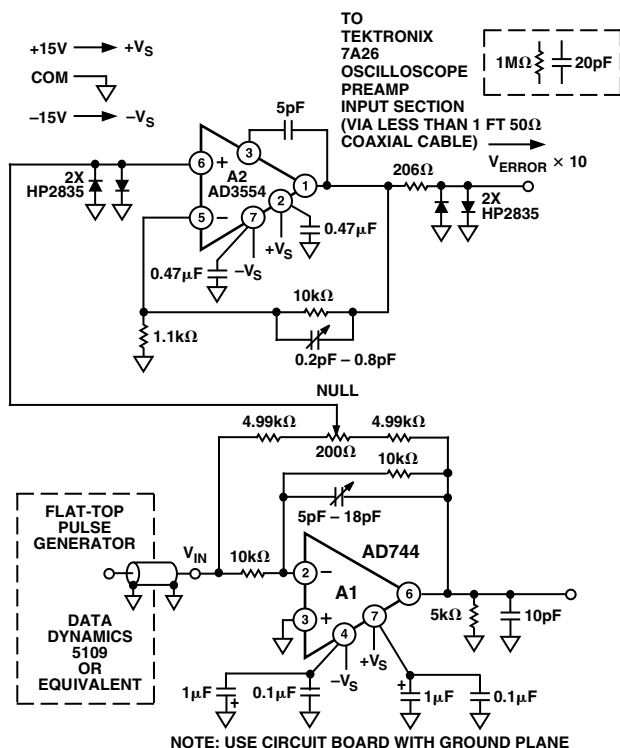 +15V +VS
COM
–15V –VS
TO
TEKTRONIX
7A26
OSCILLOSCOPE
PREAMP
INPUT SECTION
(VIA LESS THAN 1 FT 50Ω
COAXIAL CABLE)
1MΩ 20pF
VERROR × 10
5pF
3
6 +
A2
AD3554
1
2X
HP2835
5 –
2
7
206Ω
2X
HP2835
0.47μF
+VS
0.47μF
–VS
10kΩ
1.1kΩ
0.2pF – 0.8pF
NULL
4.99kΩ 4.99kΩ
200Ω
10kΩ
5pF – 18pF
FLAT-TOP
PULSE
GENERATOR
VIN
10kΩ
AD744
2 –
A1
6
3 +
7
4
5kΩ 10pF
DATA
DYNAMICS
5109
OR
EQUIVALENT
+VS
–VS
1μF + 0.1μF
+ 1μF 0.1μF
NOTE: USE CIRCUIT BOARD WITH GROUND PLANE